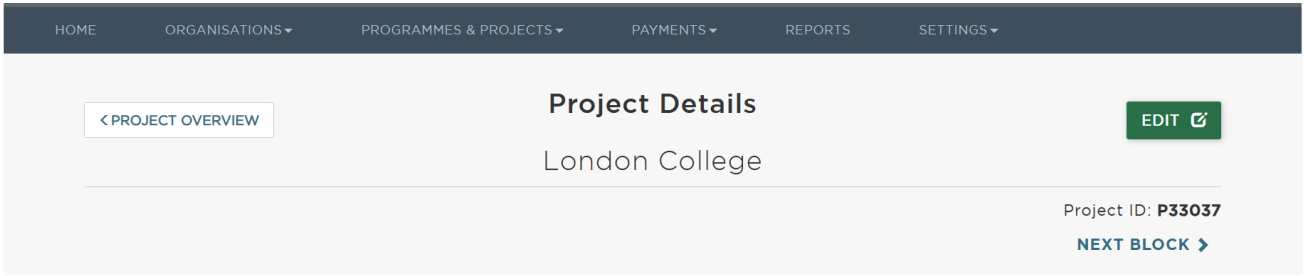 HOME ORGANISATIONS PROGRAMMES & PROJECTS PAYMENTS REPORTS SETTINGS
< PROJECT OVERVIEW
Project Details
EDIT
London College
Project ID: P33037
NEXT BLOCK >